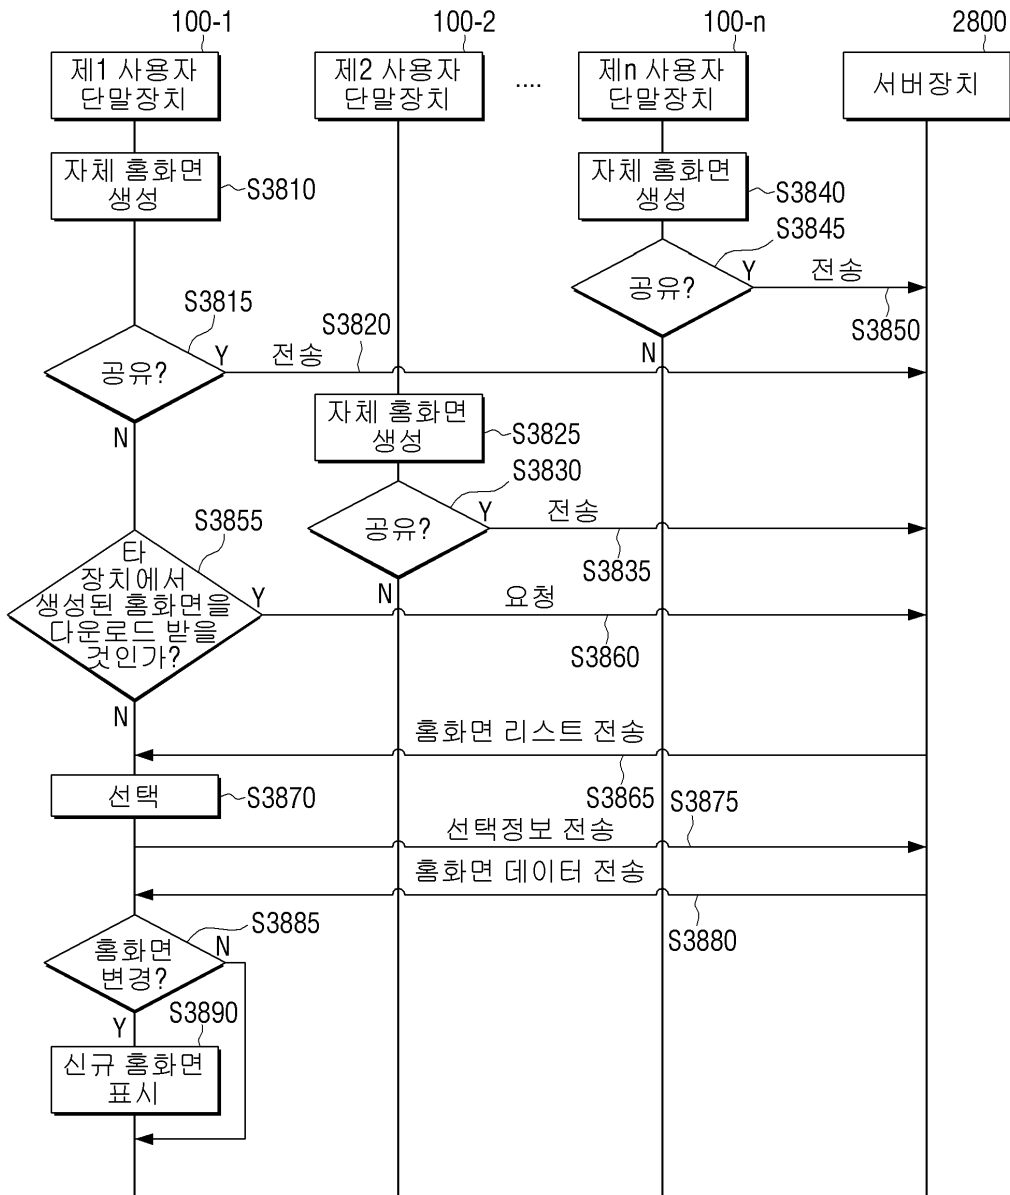 100-1
100-2
100-n
2800
제1 사용자
단말장치
제2 사용자
단말장치
....
제n 사용자
단말장치
서버장치
자체 홈화면
생성
S3810
자체 홈화면
생성
S3840
S3845
공유?
Y
전송
S3850
N
S3815
공유?
Y
전송
S3820
N
자체 홈화면
생성
S3825
S3830
공유?
Y
전송
S3835
N
S3855
타
장치에서
생성된 홈화면을
다운로드 받을
것인가?
Y
요청
S3860
N
홈화면 리스트 전송
S3865
선택
S3870
선택정보 전송
S3875
홈화면 데이터 전송
S3880
S3885
홈화면
변경?
N
Y
S3890
신규 홈화면
표시